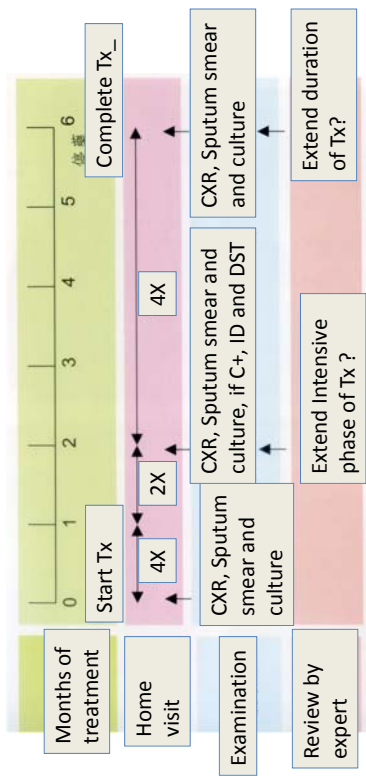 Months of
treatment
0 1 2 3 4 5 6
停藥
Start Tx
Complete Tx_
Home
visit
4X
2X
4X
Examination
CXR, Sputum
smear and
culture
CXR, Sputum smear and
culture, if C+, ID and DST
CXR, Sputum smear
and culture
Review by
expert
Extend Intensive
phase of Tx ?
Extend duration
of Tx?